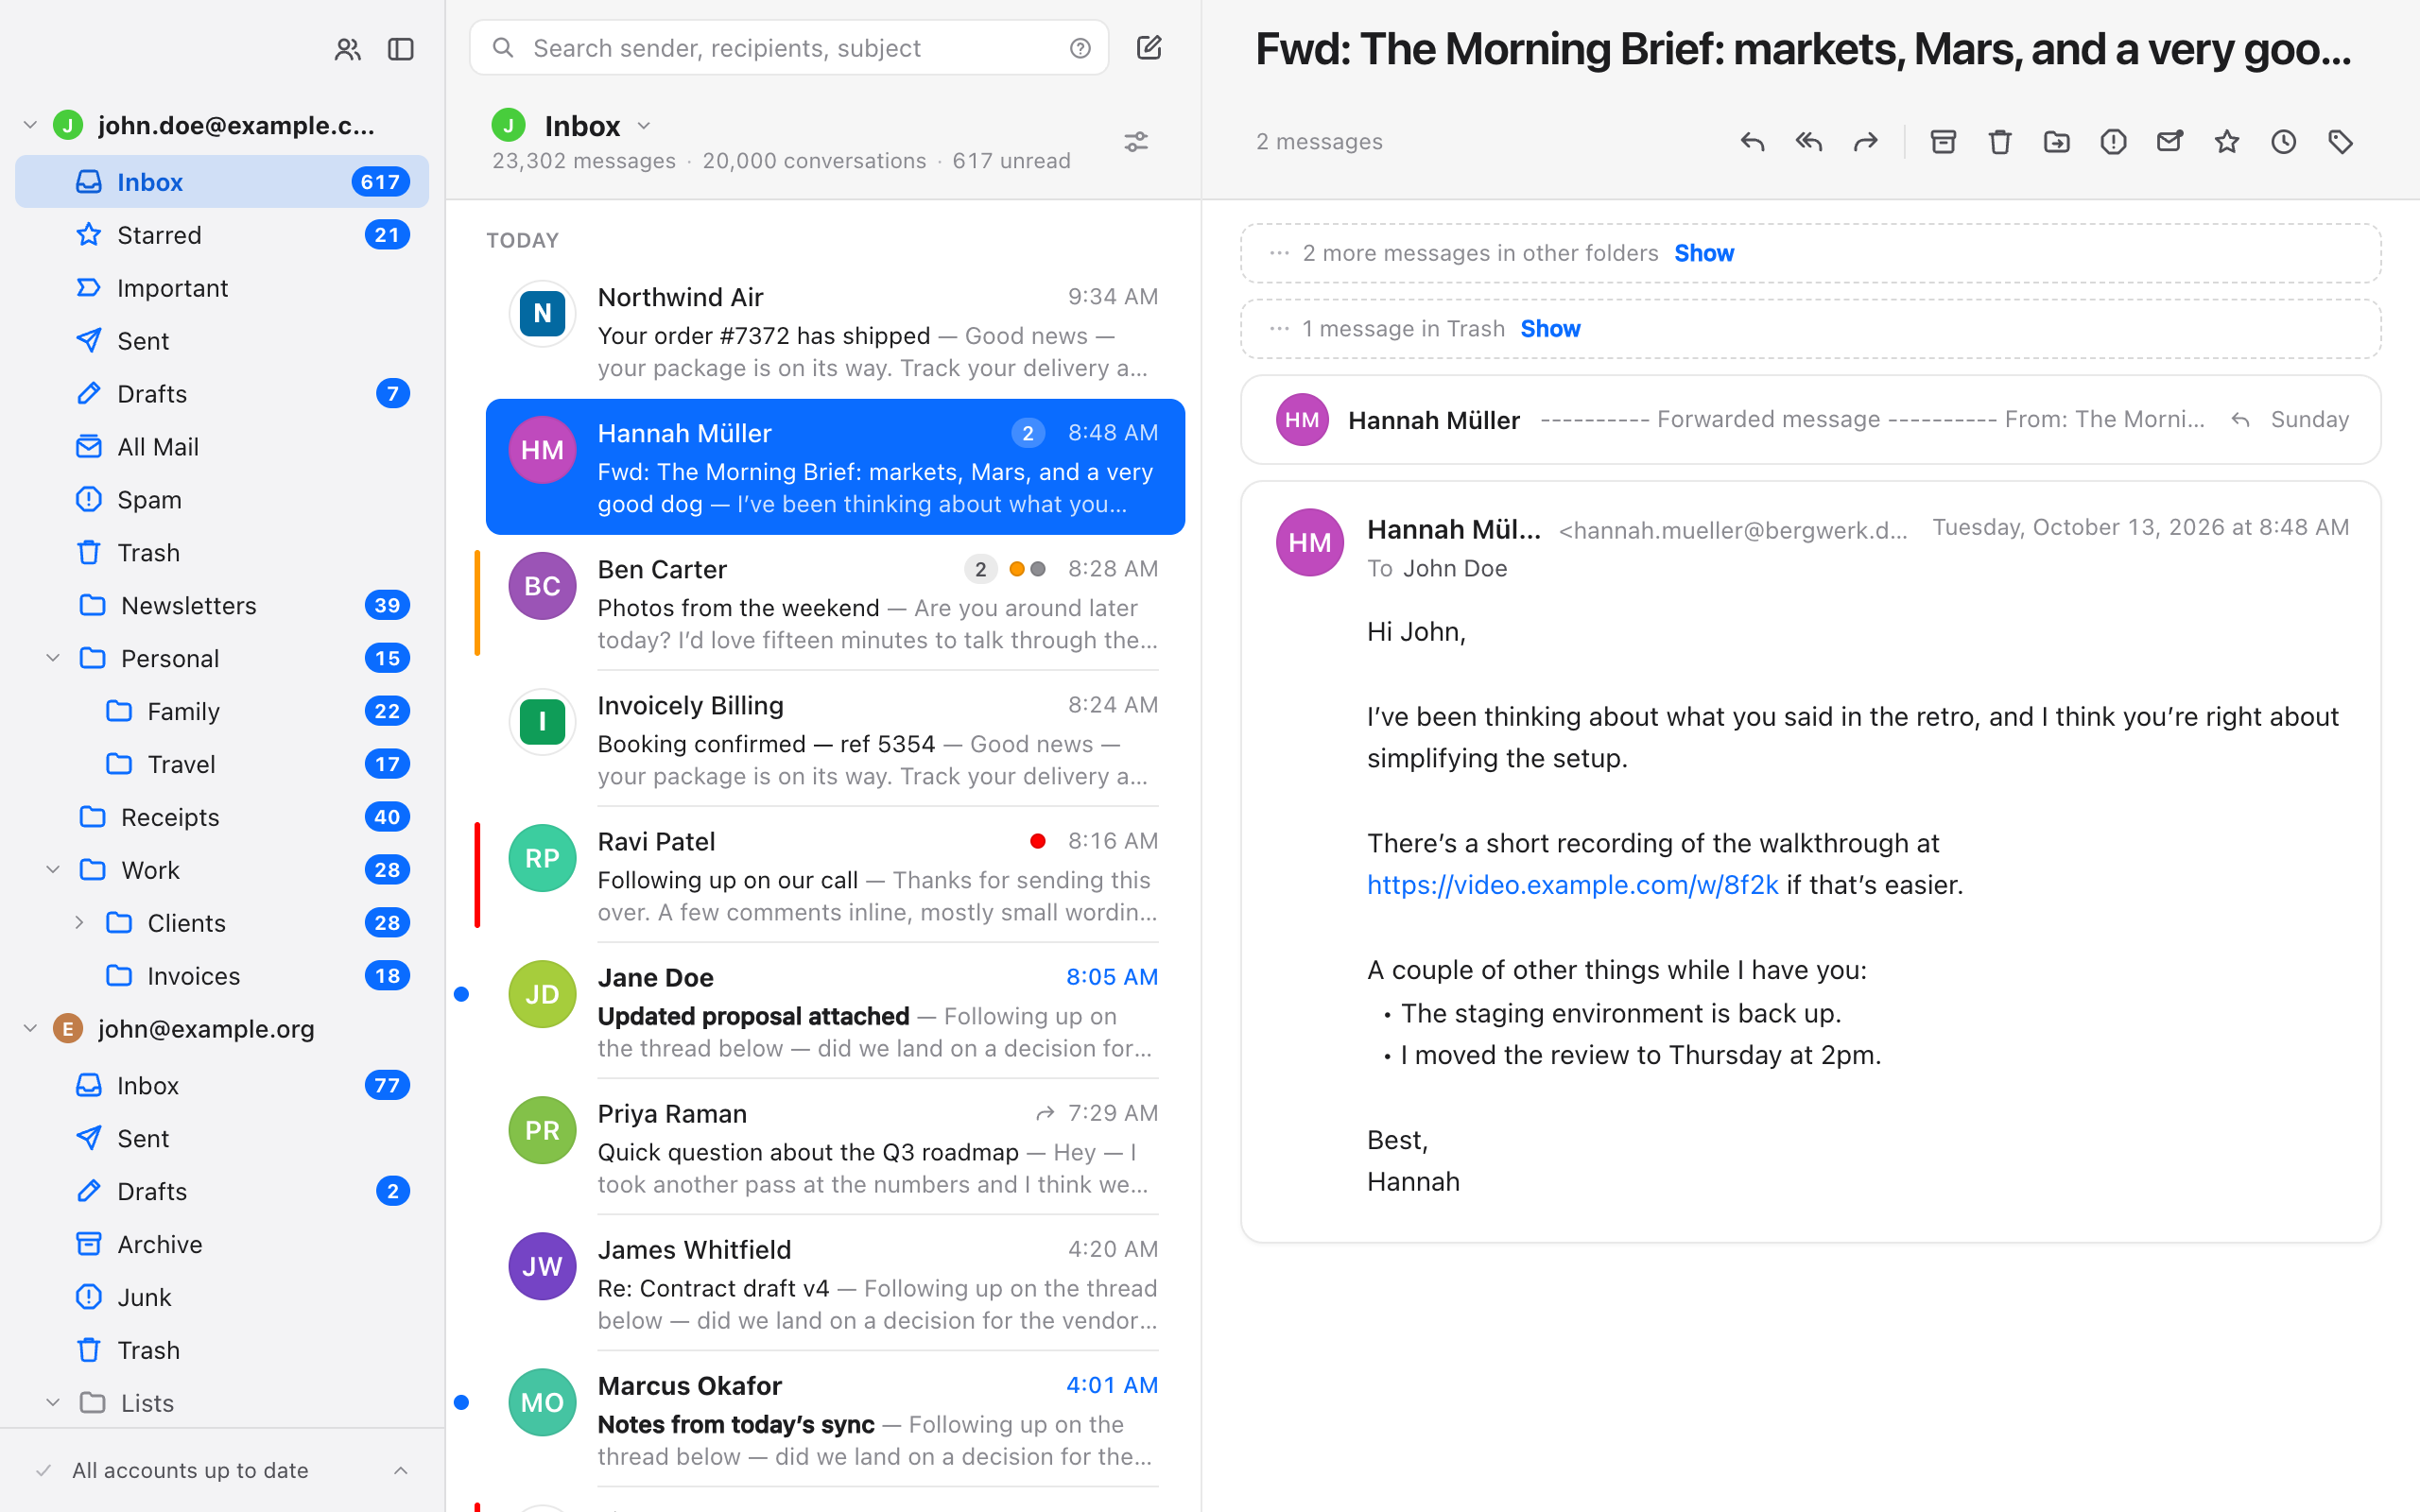 john.doe@example.c...
Inbox 617
Starred 21
Important
Sent
Drafts 7
All Mail
Spam
Trash
Newsletters 39
Personal 15
Family 22
Travel 17
Receipts 40
Work 28
Clients 28
Invoices 18
E john@example.org
Inbox 77
Sent
Drafts 2
Archive
Junk
Trash
Lists
All accounts up to date
Search sender, recipients, subject
J Inbox
23,302 messages · 20,000 conversations · 617 unread
TODAY
N Northwind Air 9:34 AM
Your order #7372 has shipped — Good news —
your package is on its way. Track your delivery a...
HM Hannah Müller 2 8:48 AM
Fwd: The Morning Brief: markets, Mars, and a very
good dog — I’ve been thinking about what you...
BC Ben Carter 2 8:28 AM
Photos from the weekend — Are you around later
today? I’d love fifteen minutes to talk through the...
I Invoicely Billing 8:24 AM
Booking confirmed — ref 5354 — Good news —
your package is on its way. Track your delivery a...
RP Ravi Patel 8:16 AM
Following up on our call — Thanks for sending this
over. A few comments inline, mostly small wordin...
JD Jane Doe 8:05 AM
Updated proposal attached — Following up on
the thread below — did we land on a decision for...
PR Priya Raman 7:29 AM
Quick question about the Q3 roadmap — Hey — I
took another pass at the numbers and I think we...
JW James Whitfield 4:20 AM
Re: Contract draft v4 — Following up on the thread
below — did we land on a decision for the vendor...
MO Marcus Okafor 4:01 AM
Notes from today’s sync — Following up on the
thread below — did we land on a decision for the...
Fwd: The Morning Brief: markets, Mars, and a very goo...
2 messages
··· 2 more messages in other folders Show
··· 1 message in Trash Show
HM Hannah Müller ---------- Forwarded message ---------- From: The Morni... Sunday
HM Hannah Mül... <hannah.mueller@bergwerk.d... Tuesday, October 13, 2026 at 8:48 AM
To John Doe
Hi John,
I’ve been thinking about what you said in the retro, and I think you’re right about
simplifying the setup.
There’s a short recording of the walkthrough at
https://video.example.com/w/8f2k if that’s easier.
A couple of other things while I have you:
• The staging environment is back up.
• I moved the review to Thursday at 2pm.
Best,
Hannah